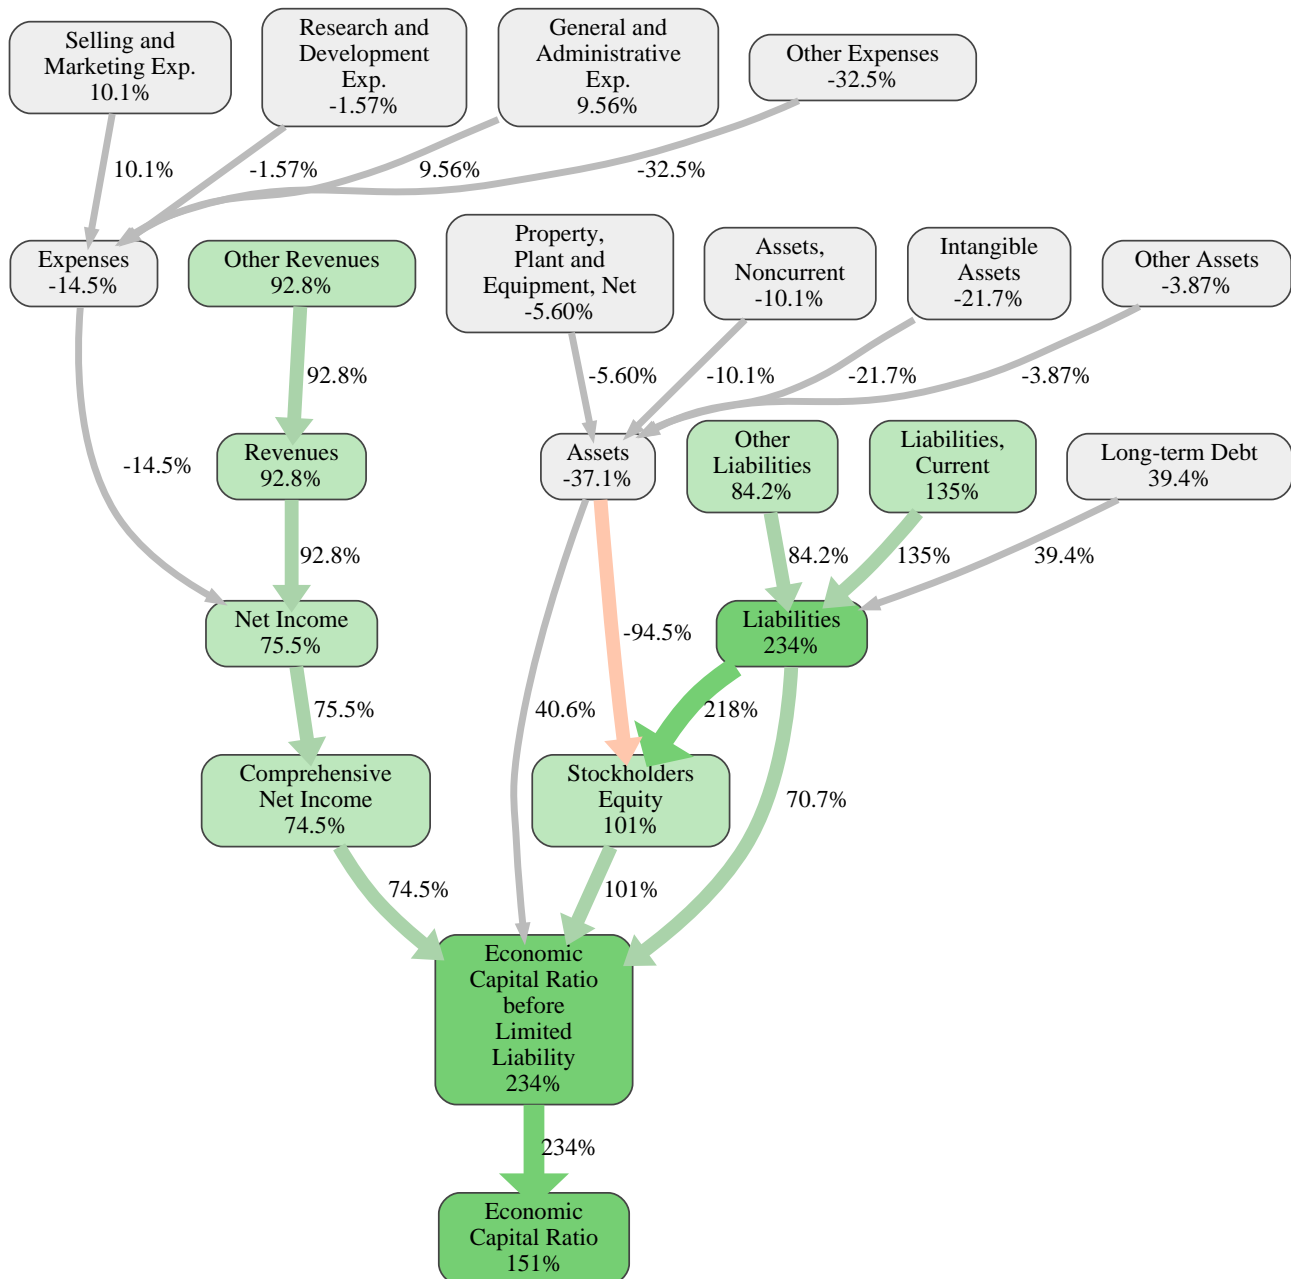 Selling and
Marketing Exp.
10.1%
Research and
Development
Exp.
-1.57%
General and
Administrative
Exp.
9.56%
Other Expenses
-32.5%
10.1%
-1.57%
9.56%
-32.5%
Expenses
-14.5%
Other Revenues
92.8%
Property,
Plant and
Equipment, Net
-5.60%
Assets,
Noncurrent
-10.1%
Intangible
Assets
-21.7%
Other Assets
-3.87%
92.8%
-5.60%
-10.1%
-21.7%
-3.87%
Revenues
92.8%
Assets
-37.1%
Other
Liabilities
84.2%
Liabilities,
Current
135%
Long-term Debt
39.4%
-14.5%
92.8%
84.2%
135%
39.4%
Net Income
75.5%
-94.5%
Liabilities
234%
75.5%
40.6%
218%
Comprehensive
Net Income
74.5%
Stockholders
Equity
101%
70.7%
74.5%
101%
Economic
Capital Ratio
before
Limited
Liability
234%
234%
Economic
Capital Ratio
151%